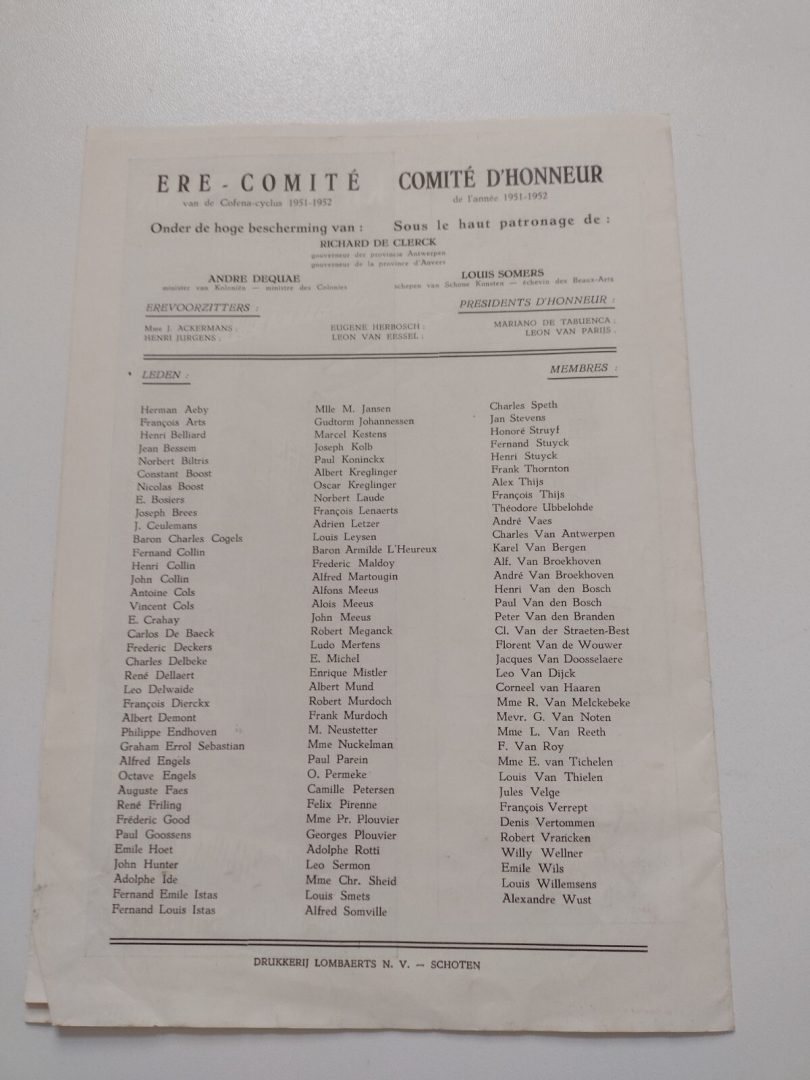 ERE - COMITÉ
van de Cofena-cyclus 1951-1952
COMITÉ D'HONNEUR
de l'année 1951-1952
Onder de hoge bescherming van :
Sous le haut patronage de :
RICHARD DE CLERCK
gouverneur der provincie Antwerpen
gouverneur de la province d'Anvers
ANDRE DEQUAE
minister van Koloniën — ministre des Colonies
LOUIS SOMERS
schepen van Schone Kunsten — échevin des Beaux-Arts
EREVOORZITTERS :
PRESIDENTS D'HONNEUR :
Mme J. ACKERMANS ;
HENRI JURGENS ;
EUGENE HERBOSCH ;
LEON VAN EESSEL ;
MARIANO DE TABUENCA ;
LEON VAN PARIJS .
LEDEN :
MEMBRES :
Herman Aeby
François Arts
Henri Belliard
Jean Bessem
Norbert Biltris
Constant Boost
Nicolas Boost
E. Bosiers
Joseph Brees
J. Ceulemans
Baron Charles Cogels
Fernand Collin
Henri Collin
John Collin
Antoine Cols
Vincent Cols
E. Crahay
Carlos De Baeck
Frederic Deckers
Charles Delbeke
René Dellaert
Leo Delwaide
François Dierckx
Albert Demont
Philippe Endhoven
Graham Errol Sebastian
Alfred Engels
Octave Engels
Auguste Faes
René Friling
Fréderic Good
Paul Goossens
Emile Hoet
John Hunter
Adolphe Ide
Fernand Emile Istas
Fernand Louis Istas
Mlle M. Jansen
Gudtorm Johannessen
Marcel Kestens
Joseph Kolb
Paul Koninckx
Albert Kreglinger
Oscar Kreglinger
Norbert Laude
François Lenaerts
Adrien Letzer
Louis Leysen
Baron Armilde L'Heureux
Frederic Maldoy
Alfred Martougin
Alfons Meeus
Alois Meeus
John Meeus
Robert Meganck
Ludo Mertens
E. Michel
Enrique Mistler
Albert Mund
Robert Murdoch
Frank Murdoch
M. Neustetter
Mme Nuckelman
Paul Parein
O. Permeke
Camille Petersen
Felix Pirenne
Mme Pr. Plouvier
Georges Plouvier
Adolphe Rotti
Leo Sermon
Mme Chr. Sheid
Louis Smets
Alfred Somville
Charles Speth
Jan Stevens
Honoré Struyf
Fernand Stuyck
Henri Stuyck
Frank Thornton
Alex Thijs
François Thijs
Théodore Ubbelohde
André Vaes
Charles Van Antwerpen
Karel Van Bergen
Alf. Van Broekhoven
André Van Broekhoven
Henri Van den Bosch
Paul Van den Bosch
Peter Van den Branden
Cl. Van der Straeten-Best
Florent Van de Wouwer
Jacques Van Doosselaere
Leo Van Dijck
Corneel van Haaren
Mme R. Van Melckebeke
Mevr. G. Van Noten
Mme L. Van Reeth
F. Van Roy
Mme E. van Tichelen
Louis Van Thielen
Jules Velge
François Verrept
Denis Vertommen
Robert Vrancken
Willy Wellner
Emile Wils
Louis Willemsens
Alexandre Wust
DRUKKERIJ LOMBAERTS N. V. — SCHOTEN